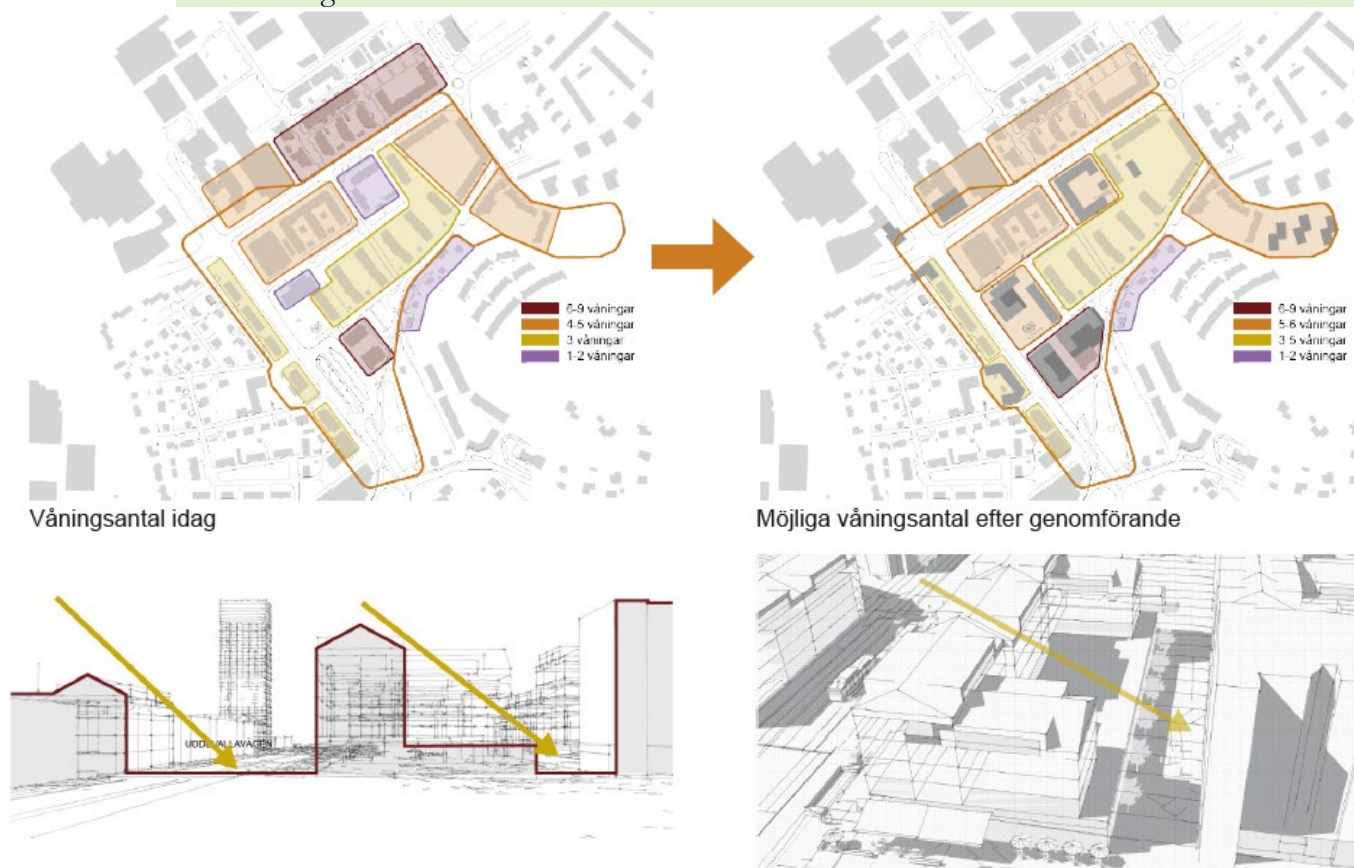 6-9 våningar
4-5 våningar
3 våningar
1-2 våningar
6-9 våningar
5-6 våningar
3 5 våningar
1-2 våningar
Våningsantal idag
Möjliga våningsantal efter genomförande
UDDEVALLAVÄGEN